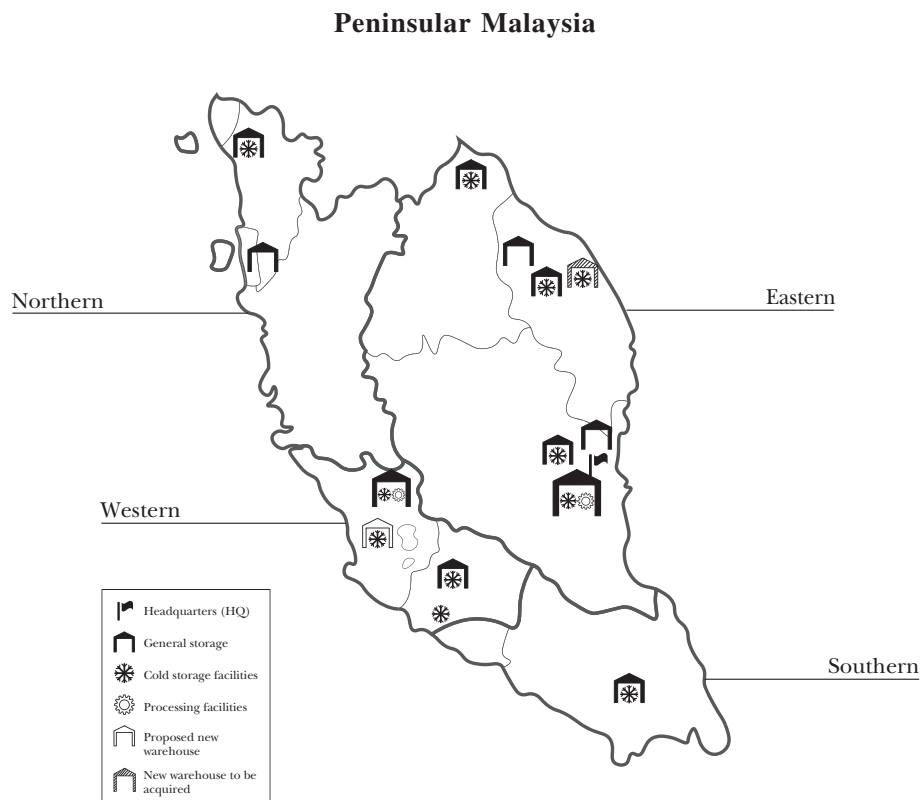 Peninsular Malaysia
Northern
Eastern
Western
Southern
Headquarters (HQ)
General storage
Cold storage facilities
Processing facilities
Proposed new
warehouse
New warehouse to be
acquired